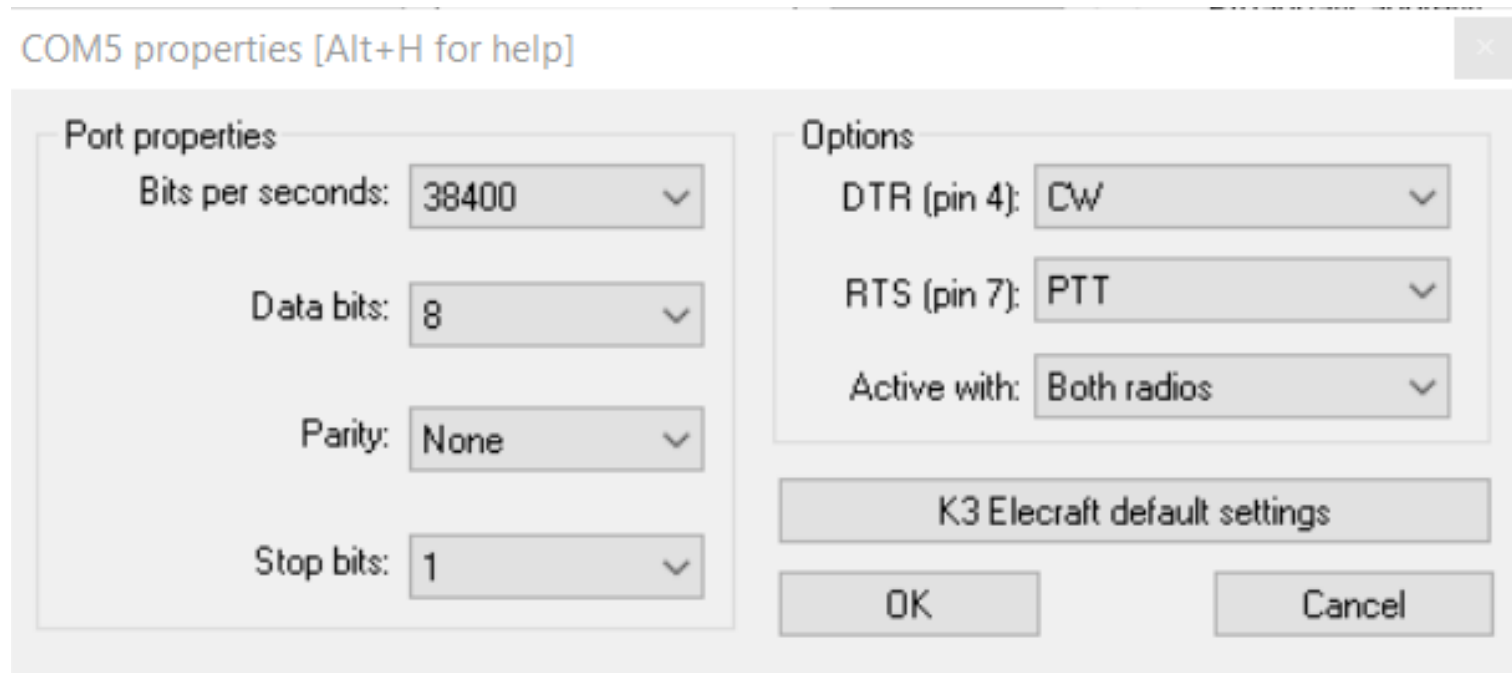 COM5 properties [Alt+H for help]
Port properties
Bits per seconds: 38400
Data bits: 8
Parity: None
Stop bits: 1
Options
DTR (pin 4): CW
RTS (pin 7): PTT
Active with: Both radios
K3 Elecraft default settings
OK
Cancel